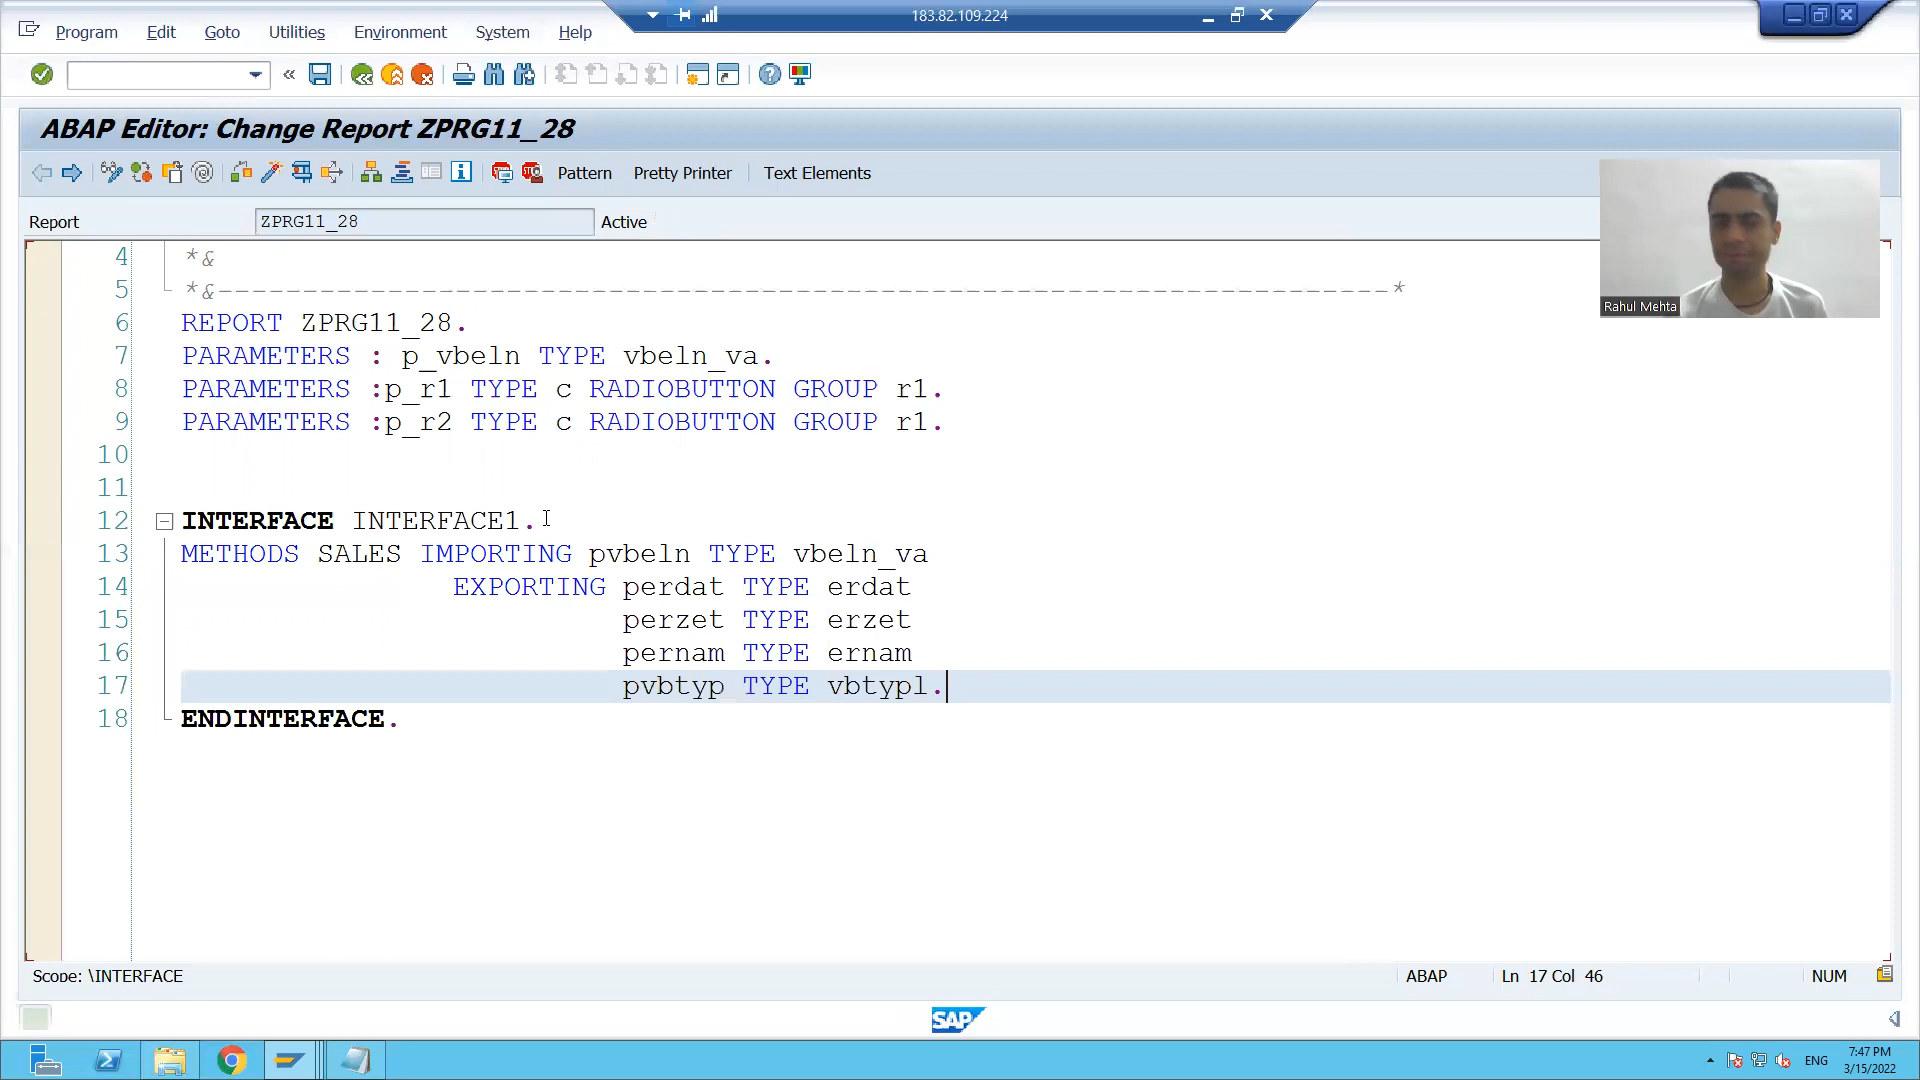 183.82.109.224
Program Edit Goto Utilities Environment System Help
ABAP Editor: Change Report ZPRG11_28
Pattern Pretty Printer Text Elements
Report ZPRG11_28 Active
Rahul Mehta
4 *&
5 *&---------------------------------------------------------------------*
6 REPORT ZPRG11_28.
7 PARAMETERS : p_vbeln TYPE vbeln_va.
8 PARAMETERS :p_r1 TYPE c RADIOBUTTON GROUP r1.
9 PARAMETERS :p_r2 TYPE c RADIOBUTTON GROUP r1.
10
11
12 INTERFACE INTERFACE1.
13 METHODS SALES IMPORTING pvbeln TYPE vbeln_va
14 EXPORTING perdat TYPE erdat
15 perzet TYPE erzet
16 pernam TYPE ernam
17 pvbtyp TYPE vbtypl.
18 ENDINTERFACE.
Scope: \INTERFACE ABAP Ln 17 Col 46 NUM
SAP
ENG
7:47 PM
3/15/2022